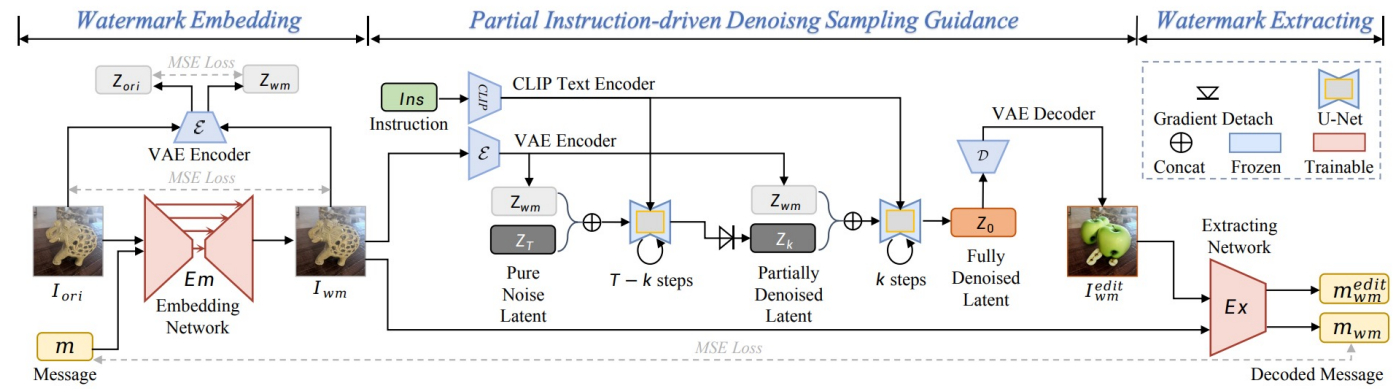 Watermark Embedding
Partial Instruction-driven Denoisng Sampling Guidance
Watermark Extracting
MSE Loss
Z_ori
Z_wm
ℰ
VAE Encoder
MSE Loss
I_ori
Em
Embedding
Network
I_wm
m
Message
Ins
Instruction
CLIP
CLIP Text Encoder
ℰ
VAE Encoder
Z_wm
Z_T
Pure
Noise
Latent
T − k steps
Z_wm
Z_k
Partially
Denoised
Latent
k steps
Z_0
Fully
Denoised
Latent
𝒟
VAE Decoder
I_wm^edit
Gradient Detach
U-Net
Concat
Frozen
Trainable
Extracting
Network
Ex
m_wm^edit
m_wm
MSE Loss
Decoded Message